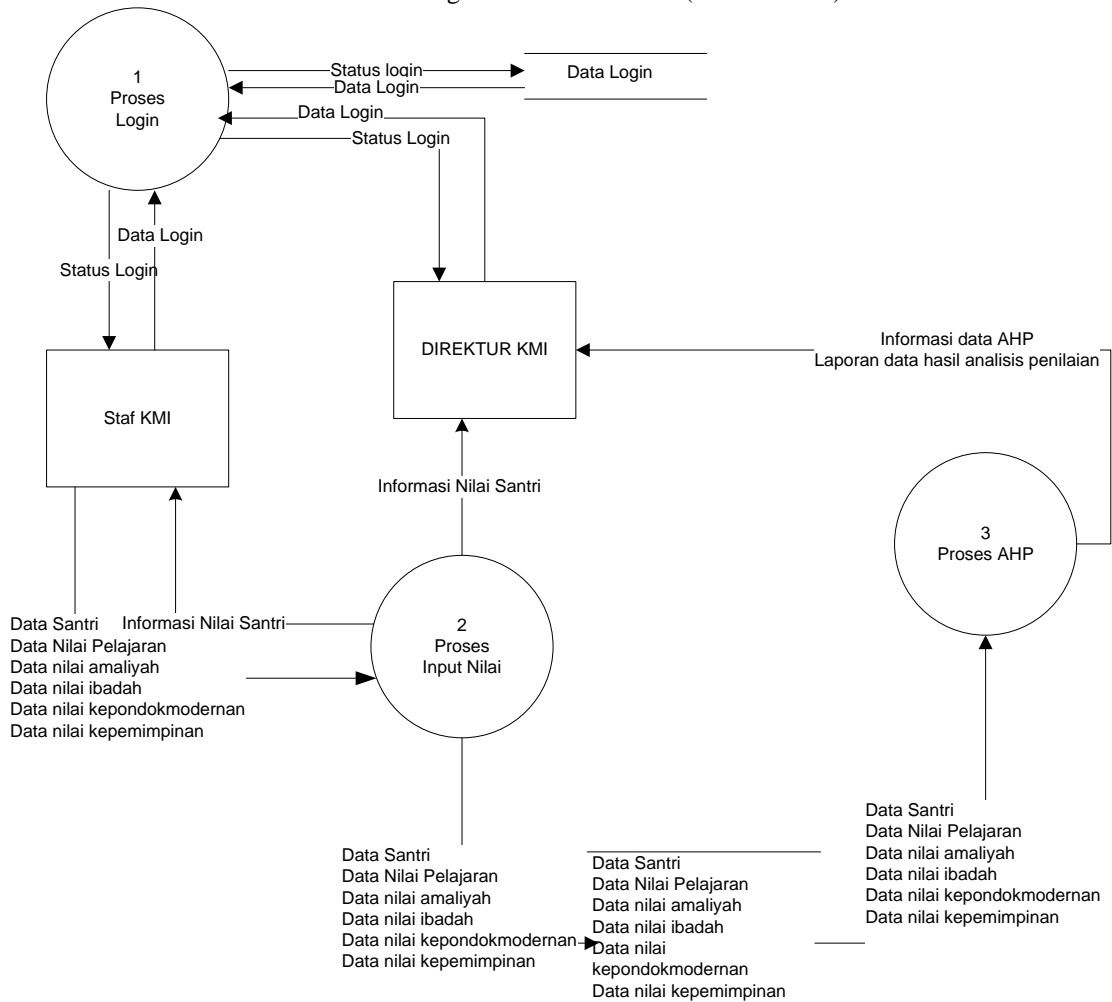 1
Proses
Login
Status login
Data Login
Data Login
Data Login
Status Login
Data Login
Status Login
DIREKTUR KMI
Informasi data AHP
Laporan data hasil analisis penilaian
Staf KMI
Informasi Nilai Santri
3
Proses AHP
Data Santri
Data Nilai Pelajaran
Data nilai amaliyah
Data nilai ibadah
Data nilai kepondokmodernan
Data nilai kepemimpinan
Informasi Nilai Santri
2
Proses
Input Nilai
Data Santri
Data Nilai Pelajaran
Data nilai amaliyah
Data nilai ibadah
Data nilai kepondokmodernan
Data nilai kepemimpinan
Data Santri
Data Nilai Pelajaran
Data nilai amaliyah
Data nilai ibadah
Data nilai
kepondokmodernan
Data nilai kepemimpinan
Data Santri
Data Nilai Pelajaran
Data nilai amaliyah
Data nilai ibadah
Data nilai kepondokmodernan
Data nilai kepemimpinan